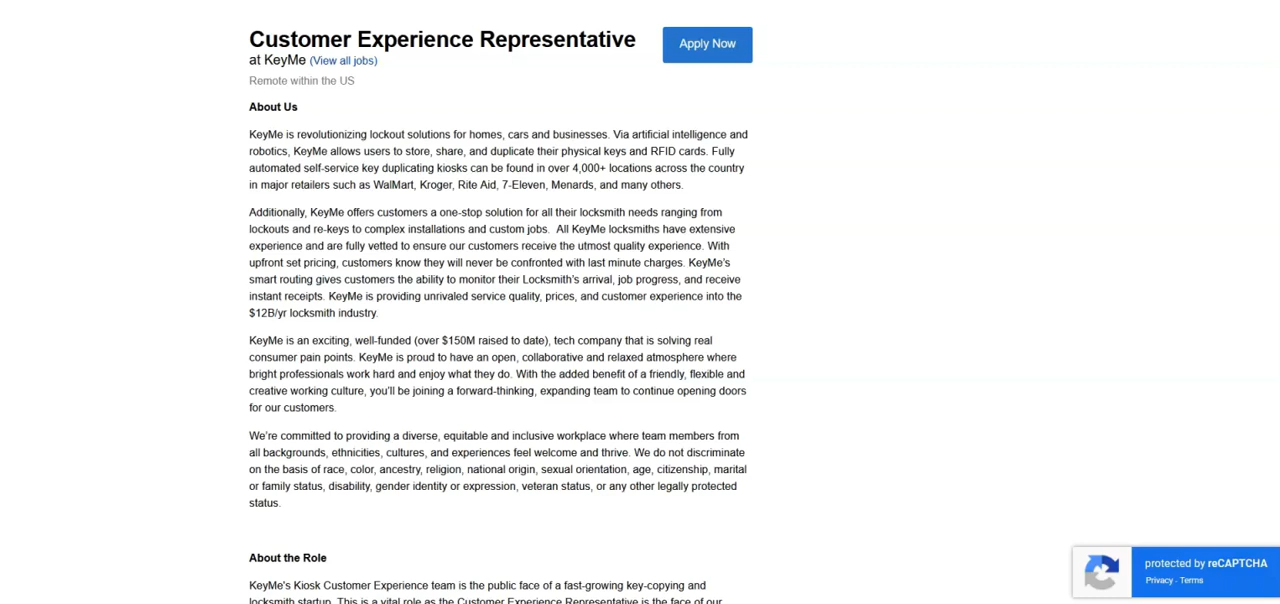 Customer Experience Representative
Apply Now
at KeyMe (View all jobs)
Remote within the US
About Us
KeyMe is revolutionizing lockout solutions for homes, cars and businesses. Via artificial intelligence and
robotics, KeyMe allows users to store, share, and duplicate their physical keys and RFID cards. Fully
automated self-service key duplicating kiosks can be found in over 4,000+ locations across the country
in major retailers such as WalMart, Kroger, Rite Aid, 7-Eleven, Menards, and many others.
Additionally, KeyMe offers customers a one-stop solution for all their locksmith needs ranging from
lockouts and re-keys to complex installations and custom jobs.  All KeyMe locksmiths have extensive
experience and are fully vetted to ensure our customers receive the utmost quality experience. With
upfront set pricing, customers know they will never be confronted with last minute charges. KeyMe's
smart routing gives customers the ability to monitor their Locksmith's arrival, job progress, and receive
instant receipts. KeyMe is providing unrivaled service quality, prices, and customer experience into the
$12B/yr locksmith industry.
KeyMe is an exciting, well-funded (over $150M raised to date), tech company that is solving real
consumer pain points. KeyMe is proud to have an open, collaborative and relaxed atmosphere where
bright professionals work hard and enjoy what they do. With the added benefit of a friendly, flexible and
creative working culture, you'll be joining a forward-thinking, expanding team to continue opening doors
for our customers.
We're committed to providing a diverse, equitable and inclusive workplace where team members from
all backgrounds, ethnicities, cultures, and experiences feel welcome and thrive. We do not discriminate
on the basis of race, color, ancestry, religion, national origin, sexual orientation, age, citizenship, marital
or family status, disability, gender identity or expression, veteran status, or any other legally protected
status.
About the Role
KeyMe's Kiosk Customer Experience team is the public face of a fast-growing key-copying and
locksmith startup. This is a vital role as the Customer Experience Representative is the face of our
protected by reCAPTCHA
Privacy - Terms